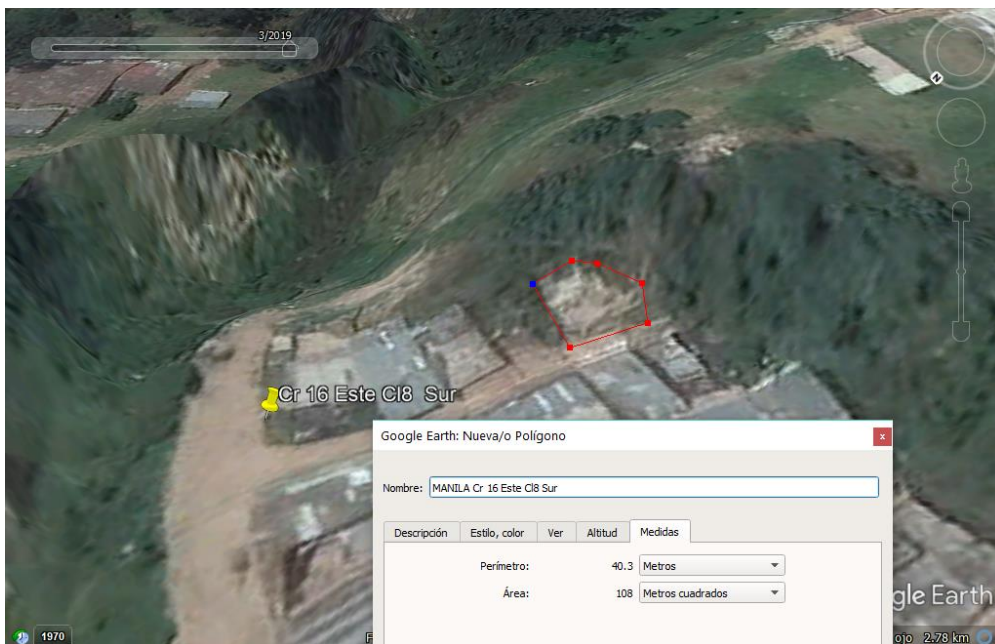 3/2019
N
Cr 16 Este Cl8 Sur
Google Earth: Nueva/o Polígono
x
Nombre: MANILA Cr 16 Este Cl8 Sur
Descripción Estilo, color Ver Altitud Medidas
Perímetro: 40.3 Metros
Área: 108 Metros cuadrados
gle Earth
1970
F
ojo 2.78 km